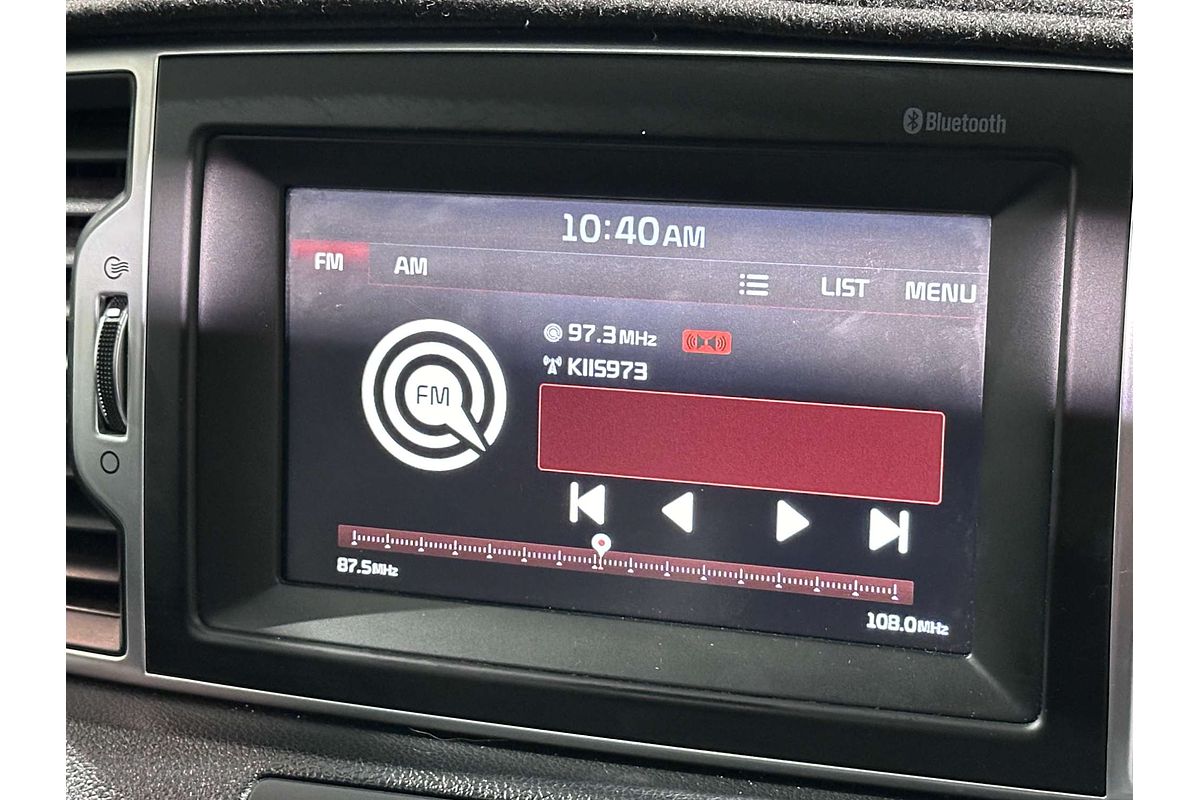 Bluetooth
10:40AM
FM AM LIST MENU
97.3MHz
KIIS973
FM
87.5MHz
108.0MHz